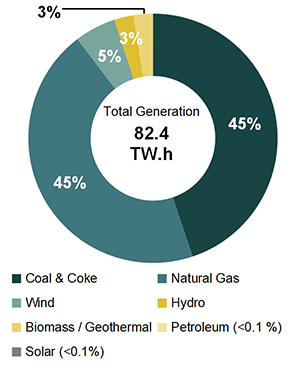 3%
3%
5%
Total Generation
82.4
TW.h
45%
45%
Coal & Coke
Natural Gas
Wind
Hydro
Biomass / Geothermal
Petroleum (<0.1 %)
Solar (<0.1%)